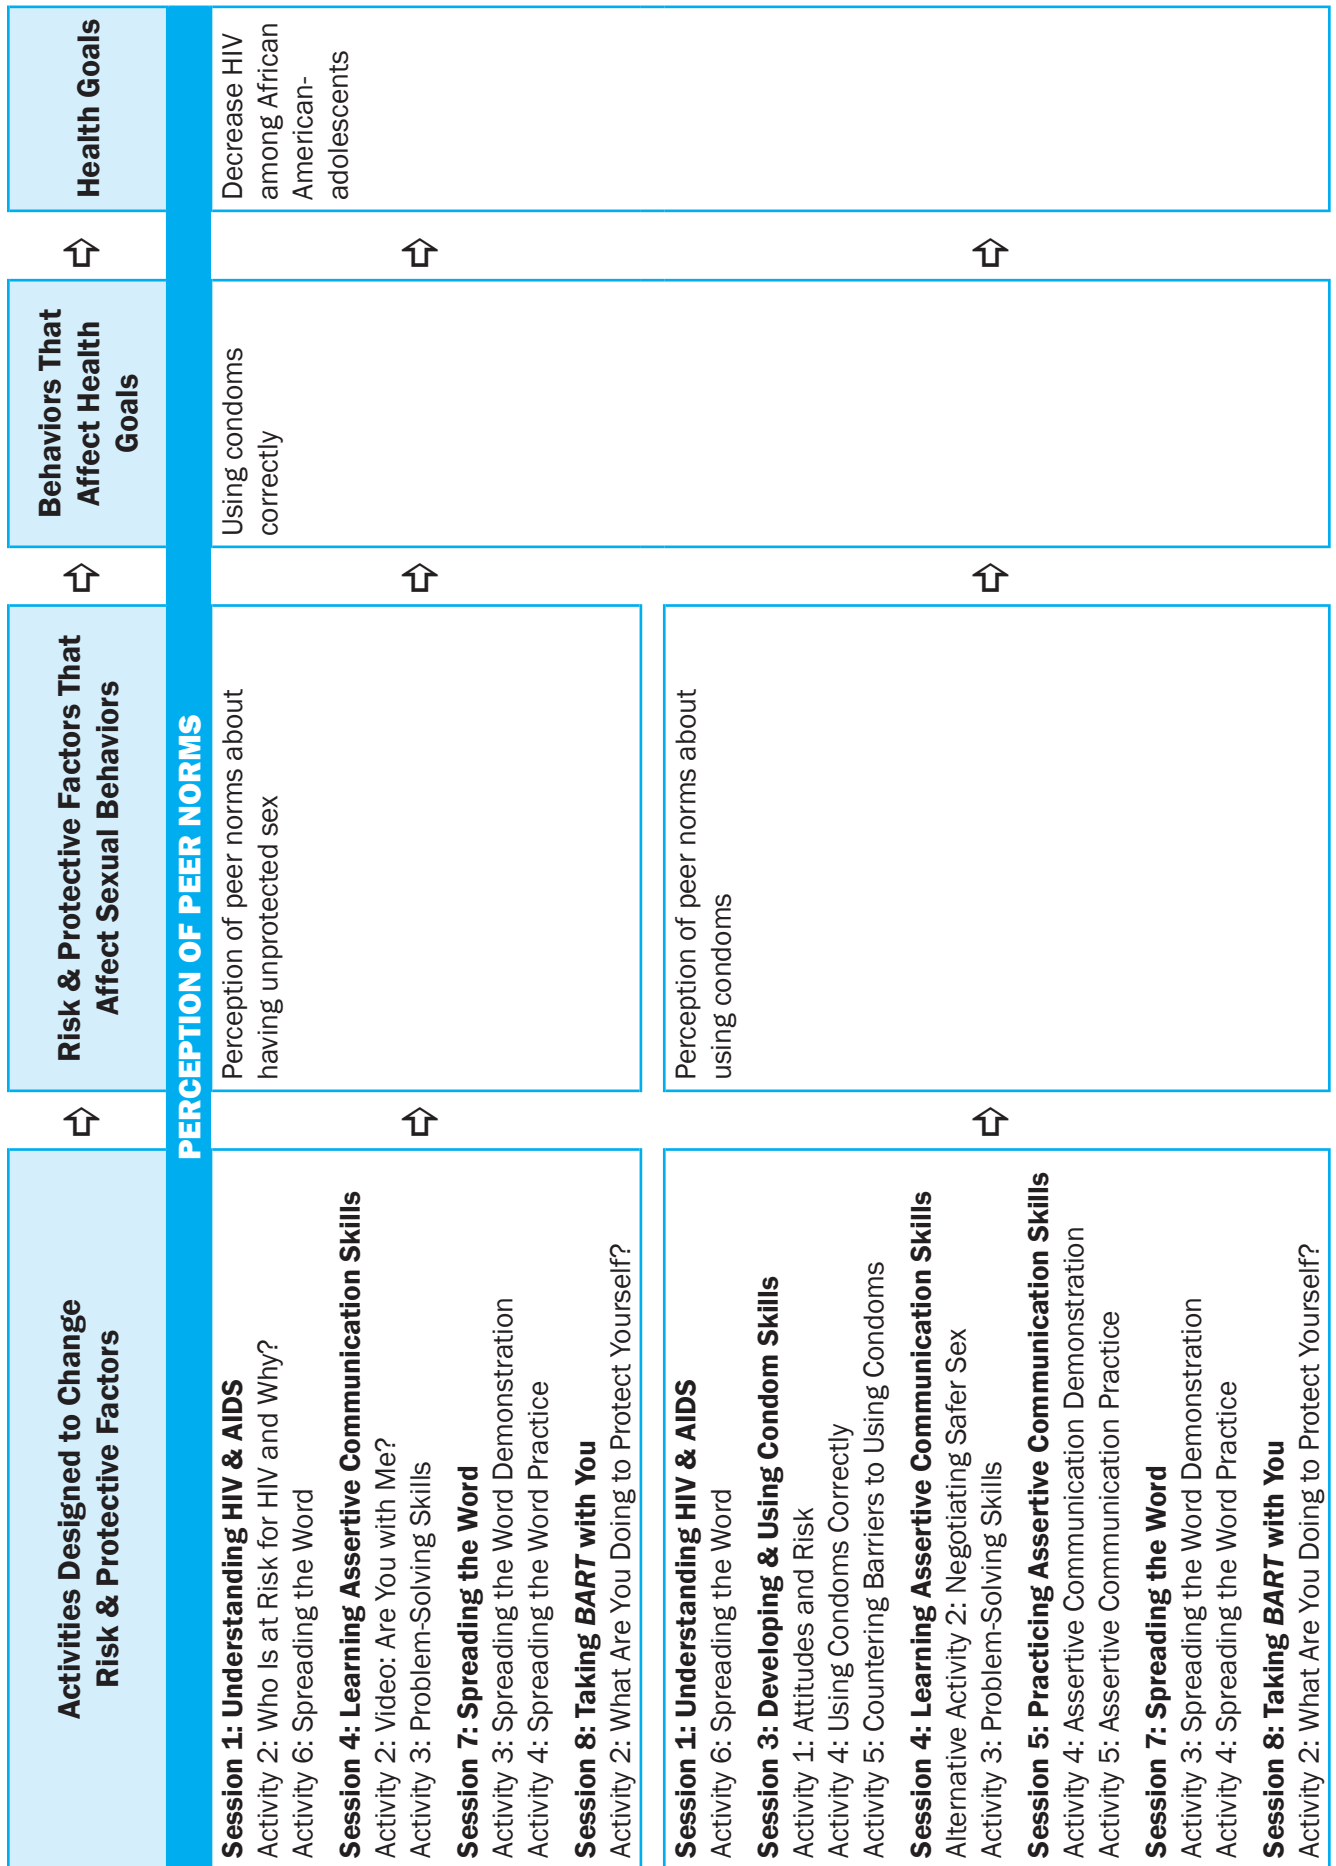 Activities Designed to Change
Risk & Protective Factors
Risk & Protective Factors That
Affect Sexual Behaviors
Behaviors That
Affect Health
Goals
Health Goals
PERCEPTION OF PEER NORMS
Session 1: Understanding HIV & AIDS
Activity 2: Who Is at Risk for HIV and Why?
Activity 6: Spreading the Word
Session 4: Learning Assertive Communication Skills
Activity 2: Video: Are You with Me?
Activity 3: Problem-Solving Skills
Session 7: Spreading the Word
Activity 3: Spreading the Word Demonstration
Activity 4: Spreading the Word Practice
Session 8: Taking BART with You
Activity 2: What Are You Doing to Protect Yourself?
Perception of peer norms about
having unprotected sex
Using condoms
correctly
Decrease HIV
among African
American-
adolescents
Session 1: Understanding HIV & AIDS
Activity 6: Spreading the Word
Session 3: Developing & Using Condom Skills
Activity 1: Attitudes and Risk
Activity 4: Using Condoms Correctly
Activity 5: Countering Barriers to Using Condoms
Session 4: Learning Assertive Communication Skills
Alternative Activity 2: Negotiating Safer Sex
Activity 3: Problem-Solving Skills
Session 5: Practicing Assertive Communication Skills
Activity 4: Assertive Communication Demonstration
Activity 5: Assertive Communication Practice
Session 7: Spreading the Word
Activity 3: Spreading the Word Demonstration
Activity 4: Spreading the Word Practice
Session 8: Taking BART with You
Activity 2: What Are You Doing to Protect Yourself?
Perception of peer norms about
using condoms